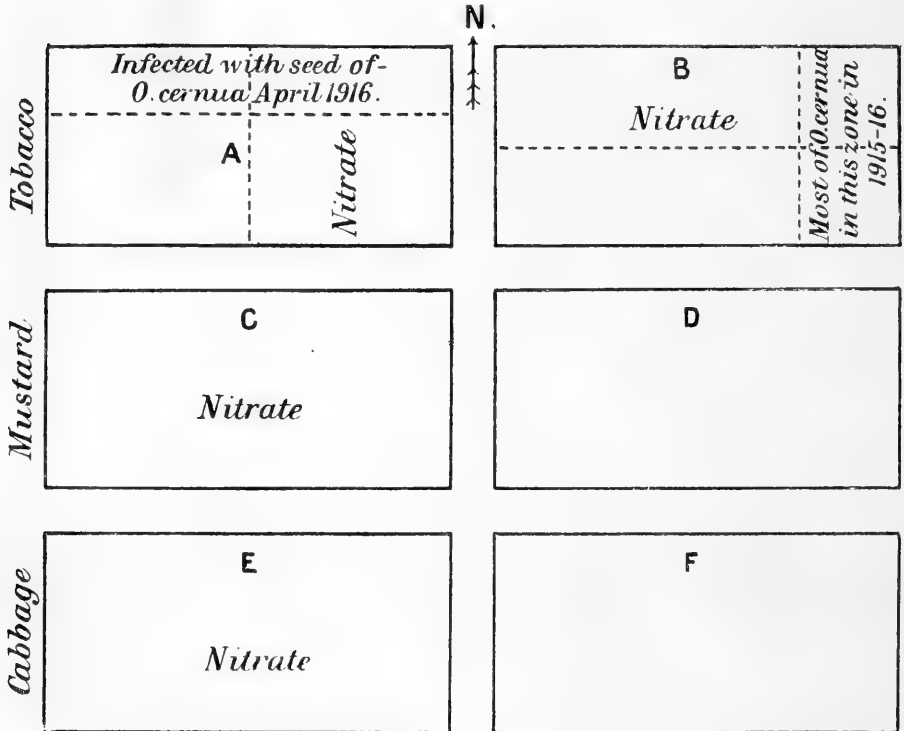 N.
Tobacco
Infected with seed of-
O. cernua April 1916.
A
Nitrate
B
Nitrate
Most of O. cernua
in this zone in
1915-16.
Mustard
C
Nitrate
D
Cabbage
E
Nitrate
F